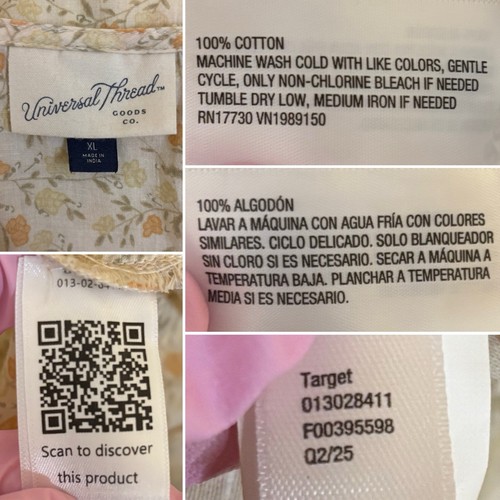 Universal Thread™
GOODS
CO.
XL
MADE IN
INDIA
100% COTTON
MACHINE WASH COLD WITH LIKE COLORS, GENTLE
CYCLE, ONLY NON-CHLORINE BLEACH IF NEEDED
TUMBLE DRY LOW, MEDIUM IRON IF NEEDED
RN17730 VN1989150
100% ALGODÓN
LAVAR A MÁQUINA CON AGUA FRÍA CON COLORES
SIMILARES. CICLO DELICADO. SOLO BLANQUEADOR
SIN CLORO SI ES NECESARIO. SECAR A MÁQUINA A
TEMPERATURA BAJA. PLANCHAR A TEMPERATURA
MEDIA SI ES NECESARIO.
Scan to discover
this product
Target
013028411
F00395598
Q2/25